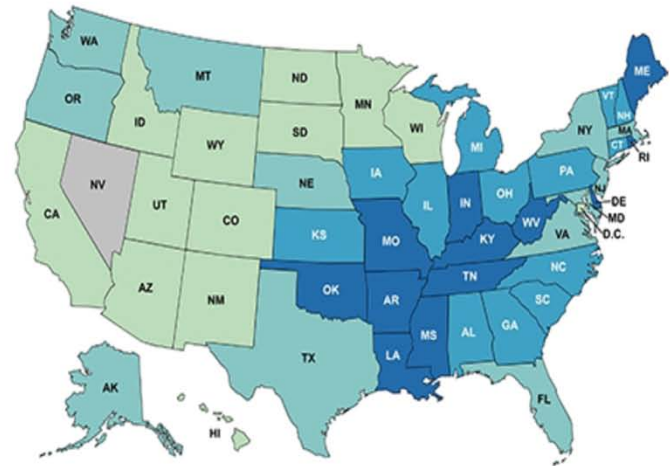 WA
MT
ND
MN
ME
OR
ID
SD
WI
VT
NH
NY
MA
CT
RI
WY
MI
PA
NJ
NV
NE
IA
OH
DE
MD
D.C.
CA
UT
CO
IL
IN
WV
VA
KS
MO
KY
NC
AZ
NM
OK
TN
AR
SC
MS
AL
GA
TX
LA
AK
FL
HI